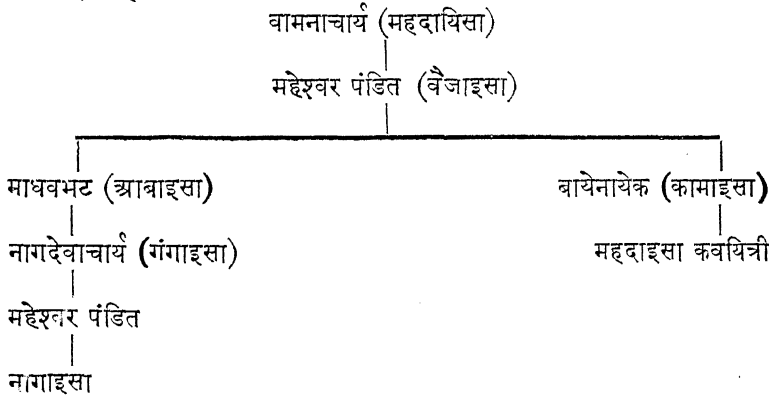 वामनाचार्य (महदायिसा)
महेश्वर पंडित (वैजाइसा)
माधवभट (आबाइसा) बायेनायेक (कामाइसा)
नागदेवाचार्य (गंगाइसा) महदाइसा कवयित्री
महेश्वर पंडित
नागाइसा